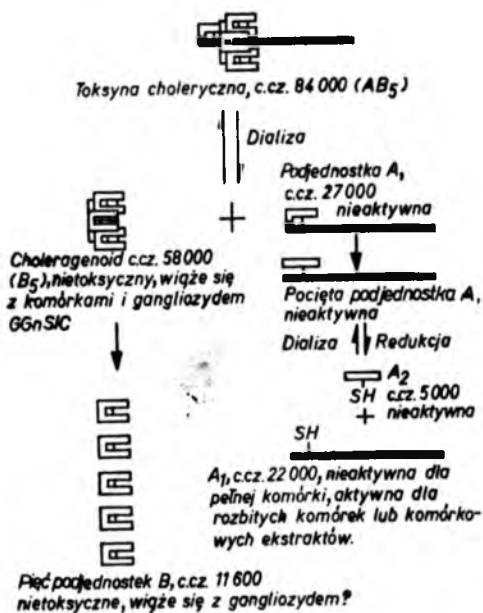 Toksyna choleryczna, c.cz. 84 000 (AB5)
Dializa
+
Podjednostka A,
c.cz. 27 000
nieaktywna
Choleragenoid c.cz. 58 000
(B5), nietoksyczny, wiąże się
z komórkami i gangliozydem
GGnSlC
Pocięta podjednostka A,
nieaktywna
Dializa Redukcja
A2
SH c.cz. 5 000
+ nieaktywna
SH
A1, c.cz. 22 000, nieaktywna dla
pełnej komórki, aktywna dla
rozbitych komórek lub komórko-
wych ekstraktów.
Pięć podjednostek B, c.cz. 11 600
nietoksyczne, wiąże się z gangliozydem?